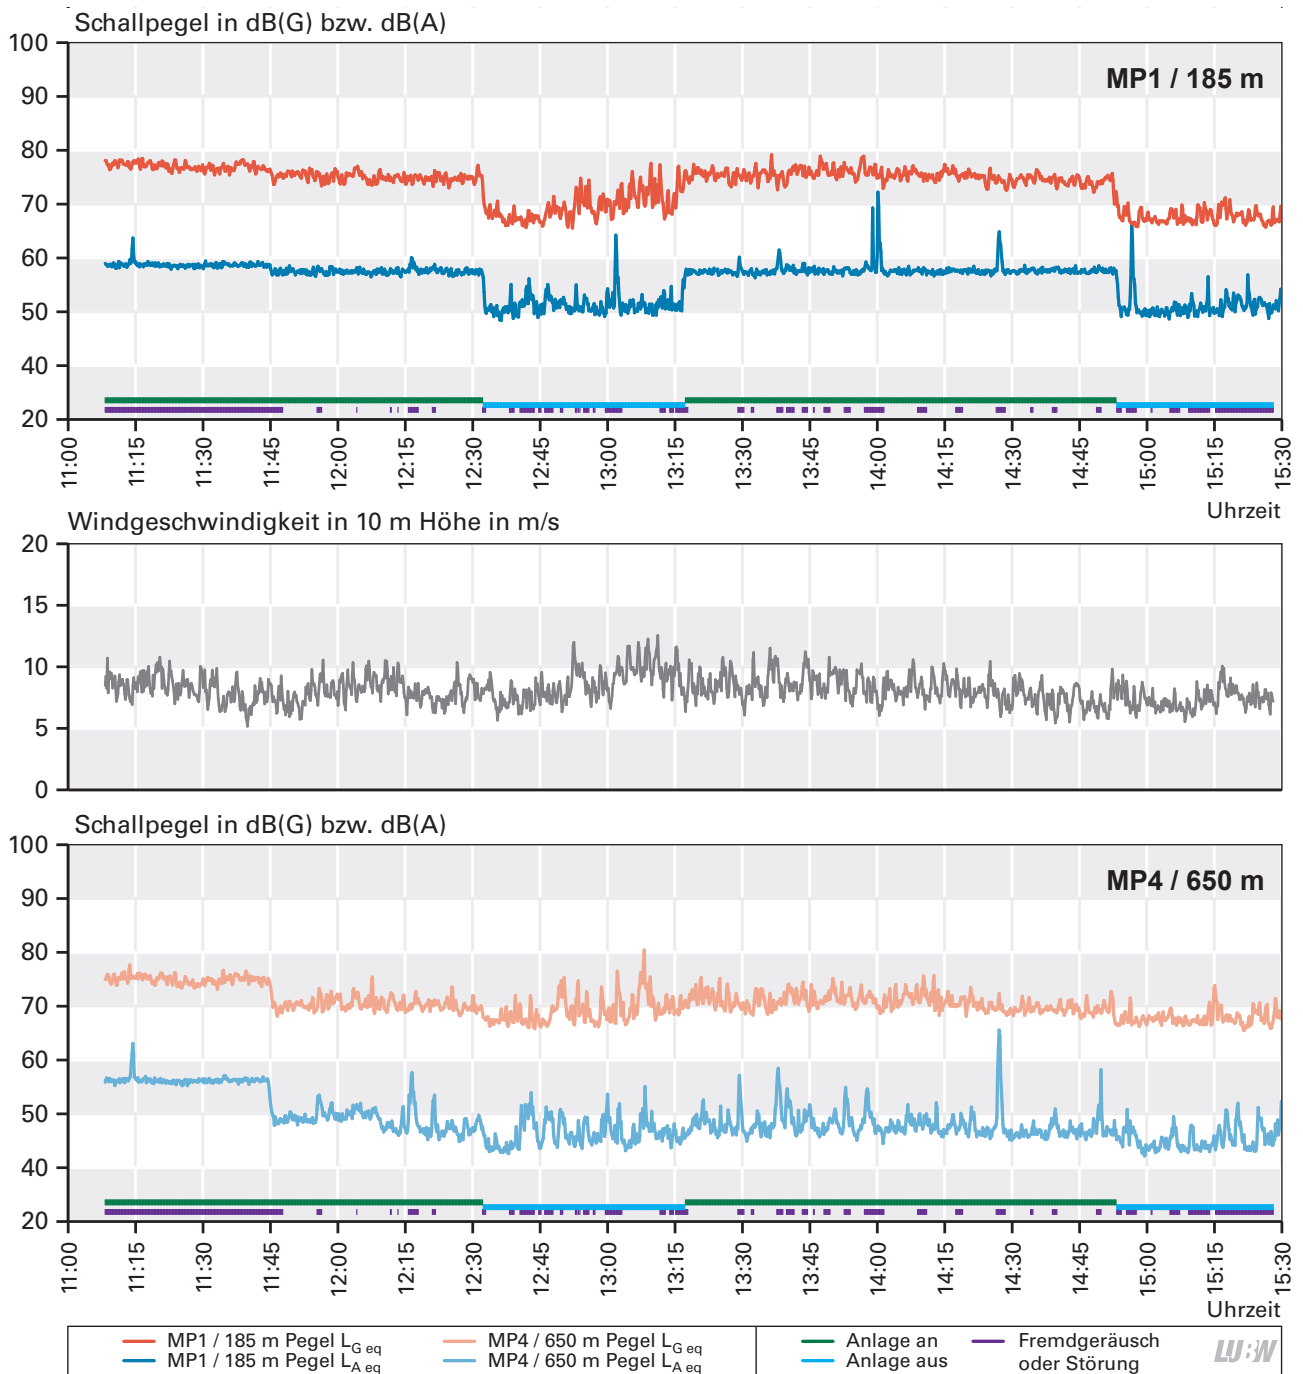 Schallpegel in dB(G) bzw. dB(A)
MP1 / 185 m
100
90
80
70
60
50
40
20
11:00 11:15 11:30 11:45 12:00 12:15 12:30 12:45 13:00 13:15 13:30 13:45 14:00 14:15 14:30 14:45 15:00 15:15 15:30
Uhrzeit
Windgeschwindigkeit in 10 m Höhe in m/s
20
15
10
5
0
Schallpegel in dB(G) bzw. dB(A)
MP4 / 650 m
100
90
80
70
60
50
40
20
11:00 11:15 11:30 11:45 12:00 12:15 12:30 12:45 13:00 13:15 13:30 13:45 14:00 14:15 14:30 14:45 15:00 15:15 15:30
Uhrzeit
MP1 / 185 m Pegel L G eq
MP1 / 185 m Pegel L A eq
MP4 / 650 m Pegel L G eq
MP4 / 650 m Pegel L A eq
Anlage an
Anlage aus
Fremdgeräusch
oder Störung
LUBW